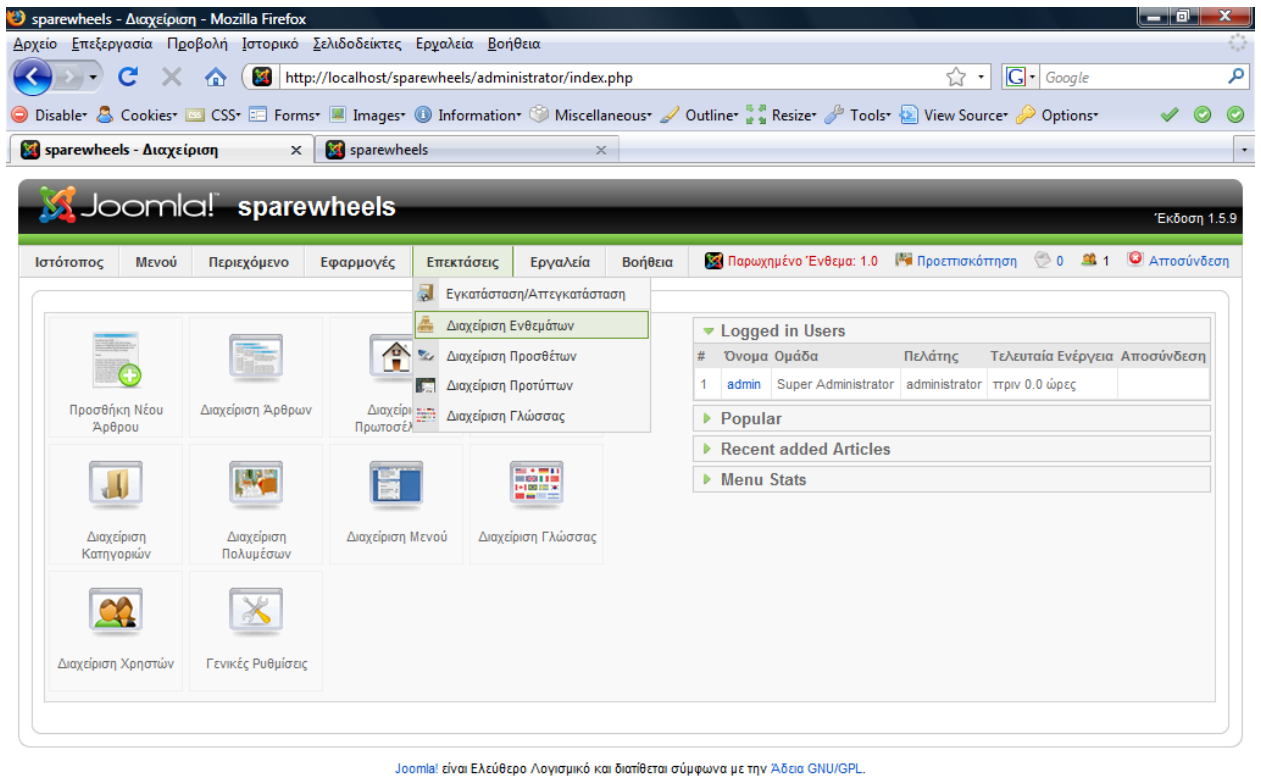 sparewheels - Διαχείριση - Mozilla Firefox
Αρχείο Επεξεργασία Προβολή Ιστορικό Σελιδοδείκτες Εργαλεία Βοήθεια
http://localhost/sparewheels/administrator/index.php G Google
Disable Cookies CSS Forms Images Information Miscellaneous Outline Resize Tools View Source Options
sparewheels - Διαχείριση sparewheels
Joomla!™ sparewheels
Έκδοση 1.5.9
Ιστότοπος Μενού Περιεχόμενο Εφαρμογές Επεκτάσεις Εργαλεία Βοήθεια Παρωχημένο Ένθεμα: 1.0 Προεπισκόπηση 0 1 Αποσύνδεση
Εγκατάσταση/Απεγκατάσταση
Διαχείριση Ενθεμάτων
Διαχείριση Προσθέτων
Διαχείριση Προτύπων
Διαχείριση Γλώσσας
Προσθήκη Νέου
Άρθρου
Διαχείριση Άρθρων
Logged in Users
# Όνομα Ομάδα Πελάτης Τελευταία Ενέργεια Αποσύνδεση
1 admin Super Administrator administrator πριν 0.0 ώρες
Popular
Recent added Articles
Menu Stats
Διαχείριση
Κατηγοριών
Διαχείριση
Πολυμέσων
Διαχείριση Μενού
Διαχείριση Γλώσσας
Διαχείριση Χρηστών
Γενικές Ρυθμίσεις
Joomla! είναι Ελεύθερο Λογισμικό και διατίθεται σύμφωνα με την Άδεια GNU/GPL.